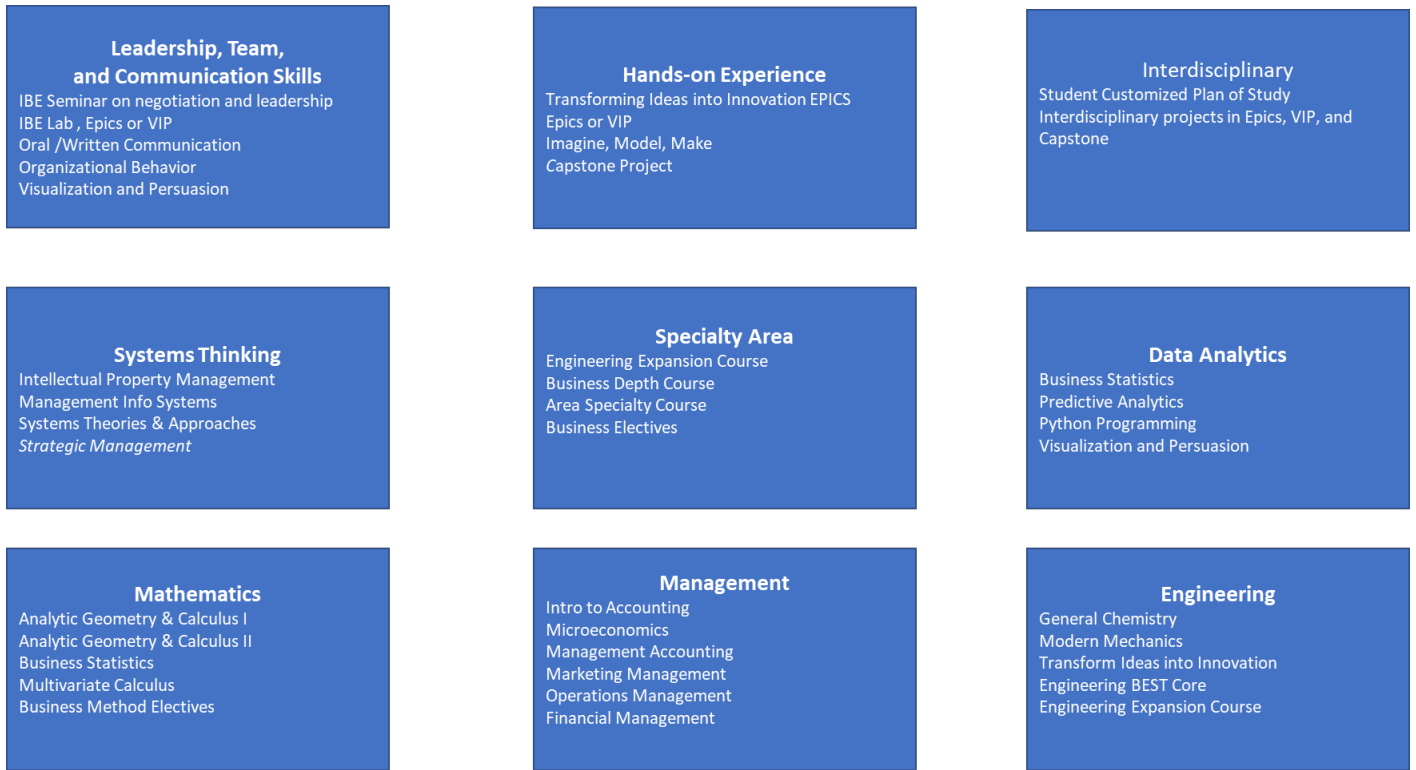 Leadership, Team,
and Communication Skills
IBE Seminar on negotiation and leadership
IBE Lab , Epics or VIP
Oral /Written Communication
Organizational Behavior
Visualization and Persuasion
Hands-on Experience
Transforming Ideas into Innovation EPICS
Epics or VIP
Imagine, Model, Make
Capstone Project
Interdisciplinary
Student Customized Plan of Study
Interdisciplinary projects in Epics, VIP, and
Capstone
Systems Thinking
Intellectual Property Management
Management Info Systems
Systems Theories & Approaches
Strategic Management
Specialty Area
Engineering Expansion Course
Business Depth Course
Area Specialty Course
Business Electives
Data Analytics
Business Statistics
Predictive Analytics
Python Programming
Visualization and Persuasion
Mathematics
Analytic Geometry & Calculus I
Analytic Geometry & Calculus II
Business Statistics
Multivariate Calculus
Business Method Electives
Management
Intro to Accounting
Microeconomics
Management Accounting
Marketing Management
Operations Management
Financial Management
Engineering
General Chemistry
Modern Mechanics
Transform Ideas into Innovation
Engineering BEST Core
Engineering Expansion Course